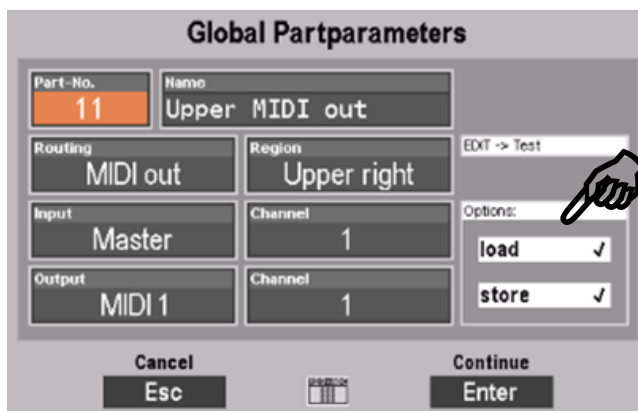 Global Partparameters
Part-No.
11
Name
Upper MIDI out
Routing
MIDI out
Region
Upper right
EDIT -> Test
Input
Master
Channel
1
Options:
load ✓
store ✓
Output
MIDI 1
Channel
1
Cancel
Esc
Continue
Enter